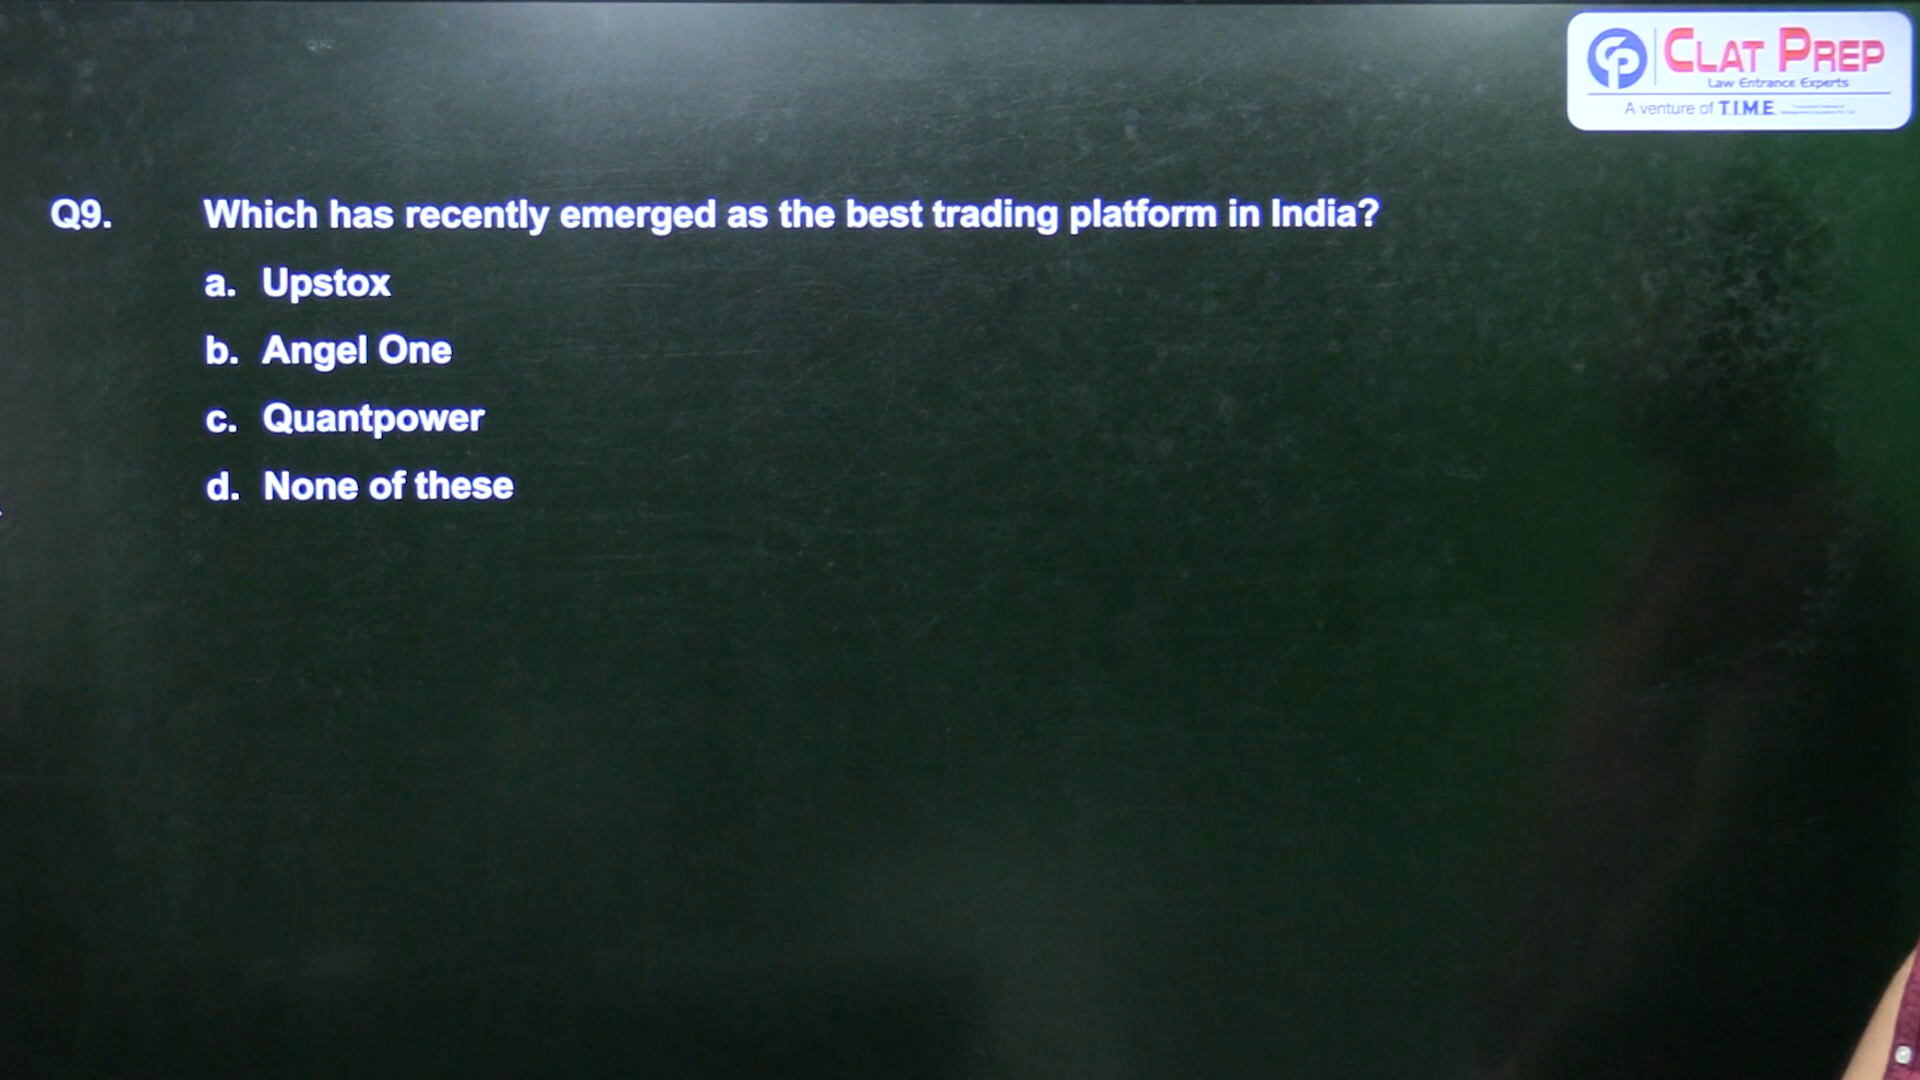 CLAT PREP
Law Entrance Experts
A venture of T.I.M.E.
Q9. Which has recently emerged as the best trading platform in India?
a. Upstox
b. Angel One
c. Quantpower
d. None of these